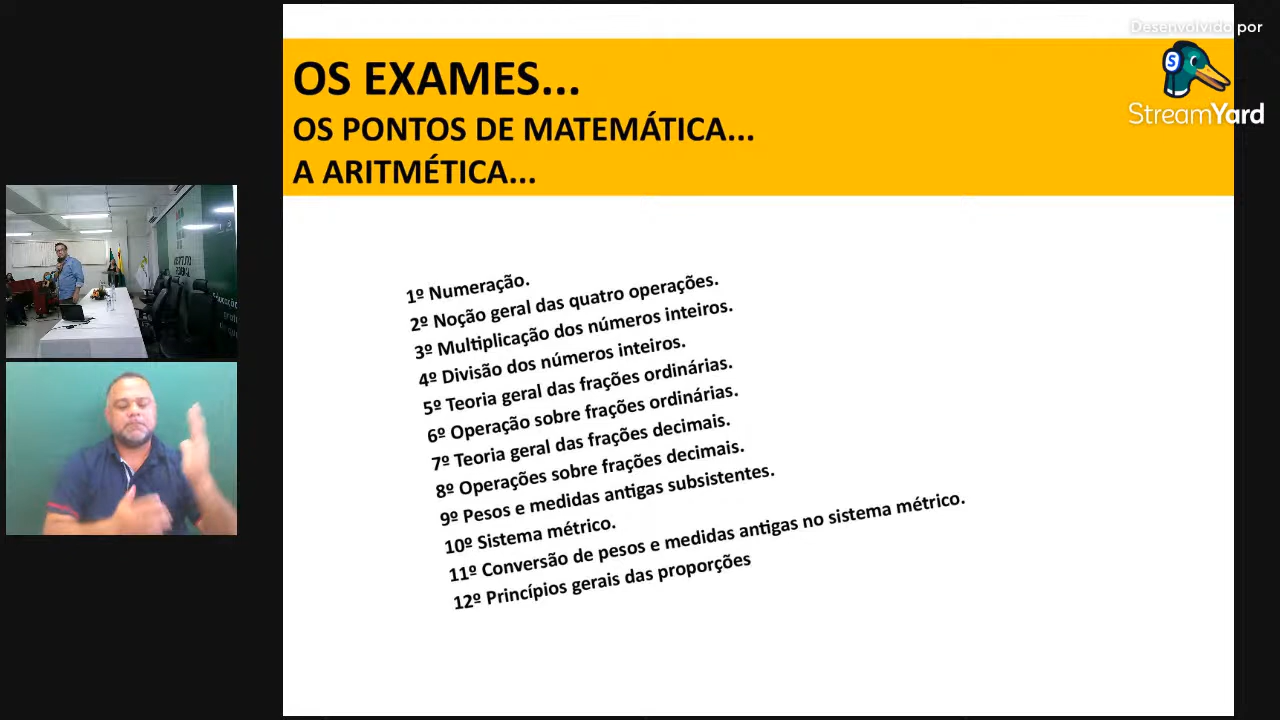 Desenvolvido por
StreamYard
OS EXAMES...
OS PONTOS DE MATEMÁTICA...
A ARITMÉTICA...
1º Numeração.
2º Noção geral das quatro operações.
3º Multiplicação dos números inteiros.
4º Divisão dos números inteiros.
5º Teoria geral das frações ordinárias.
6º Operação sobre frações ordinárias.
7º Teoria geral das frações decimais.
8º Operações sobre frações decimais.
9º Pesos e medidas antigas subsistentes.
10º Sistema métrico.
11º Conversão de pesos e medidas antigas no sistema métrico.
12º Princípios gerais das proporções